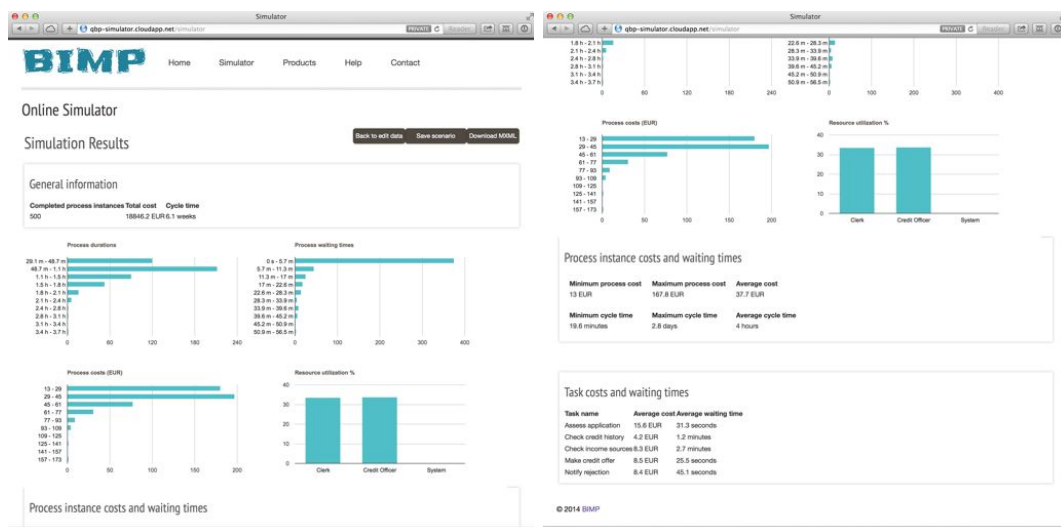 Simulator
qbp-simulator.cloudapp.net/simulator PRIVATE Reader
BIMP Home Simulator Products Help Contact
Online Simulator
Simulation Results
Back to edit data Save scenario Download MXML
General information
Completed process instances Total cost Cycle time
500 18846.2 EUR 6.1 weeks
Process durations
29.1 m - 48.7 m
48.7 m - 1.1 h
1.1 h - 1.5 h
1.5 h - 1.8 h
1.8 h - 2.1 h
2.1 h - 2.4 h
2.4 h - 2.8 h
2.8 h - 3.1 h
3.1 h - 3.4 h
3.4 h - 3.7 h
0 60 120 180 240
Process waiting times
0 s - 5.7 m
5.7 m - 11.3 m
11.3 m - 17 m
17 m - 22.6 m
22.6 m - 28.3 m
28.3 m - 33.9 m
33.9 m - 39.6 m
39.6 m - 45.2 m
45.2 m - 50.9 m
50.9 m - 56.5 m
0 100 200 300 400
Process costs (EUR)
13 - 29
29 - 45
45 - 61
61 - 77
77 - 93
93 - 109
109 - 125
125 - 141
141 - 157
157 - 173
0 50 100 150 200
Resource utilization %
40
30
20
10
0
Clerk Credit Officer System
Process instance costs and waiting times
Simulator
qbp-simulator.cloudapp.net/simulator PRIVATE Reader
1.8 h - 2.1 h
2.1 h - 2.4 h
2.4 h - 2.8 h
2.8 h - 3.1 h
3.1 h - 3.4 h
3.4 h - 3.7 h
0 60 120 180 240
22.6 m - 28.3 m
28.3 m - 33.9 m
33.9 m - 39.6 m
39.6 m - 45.2 m
45.2 m - 50.9 m
50.9 m - 56.5 m
0 100 200 300 400
Process costs (EUR)
13 - 29
29 - 45
45 - 61
61 - 77
77 - 93
93 - 109
109 - 125
125 - 141
141 - 157
157 - 173
0 50 100 150 200
Resource utilization %
40
30
20
10
0
Clerk Credit Officer System
Process instance costs and waiting times
Minimum process cost Maximum process cost Average cost
13 EUR 167.8 EUR 37.7 EUR
Minimum cycle time Maximum cycle time Average cycle time
19.6 minutes 2.8 days 4 hours
Task costs and waiting times
Task name Average cost Average waiting time
Assess application 15.6 EUR 31.3 seconds
Check credit history 4.2 EUR 1.2 minutes
Check income sources 8.3 EUR 2.7 minutes
Make credit offer 8.5 EUR 25.5 seconds
Notify rejection 8.4 EUR 45.1 seconds
© 2014 BIMP